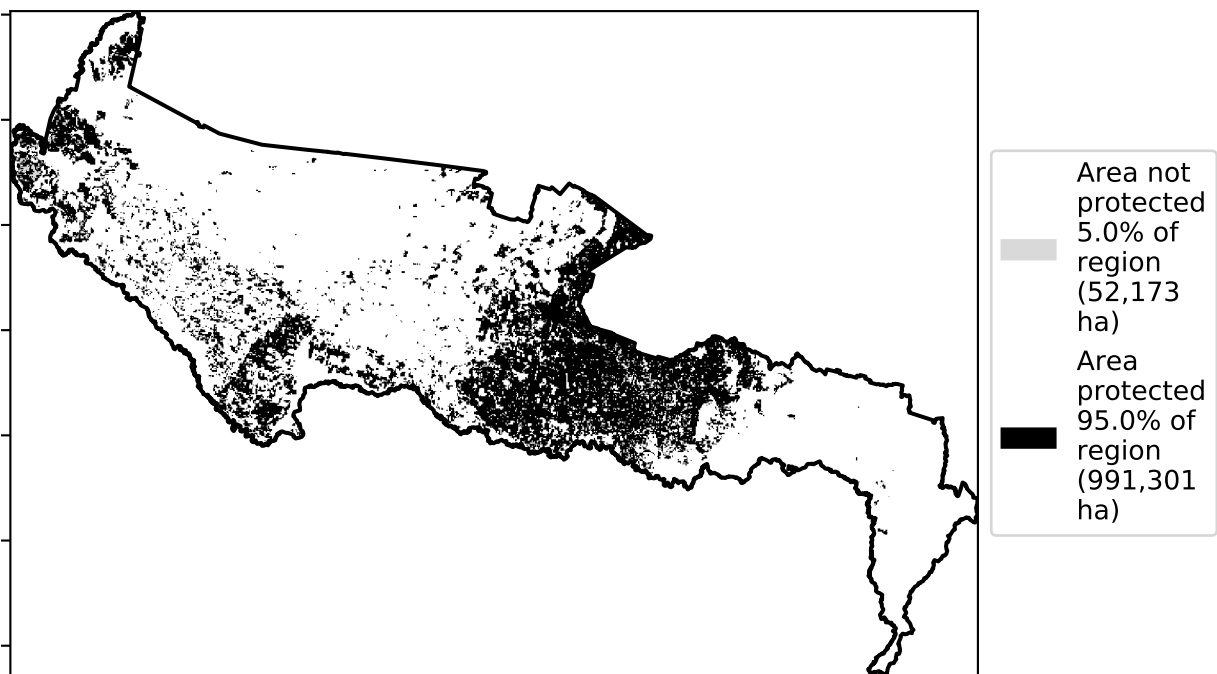 Area not
protected
5.0% of
region
(52,173
ha)
Area
protected
95.0% of
region
(991,301
ha)